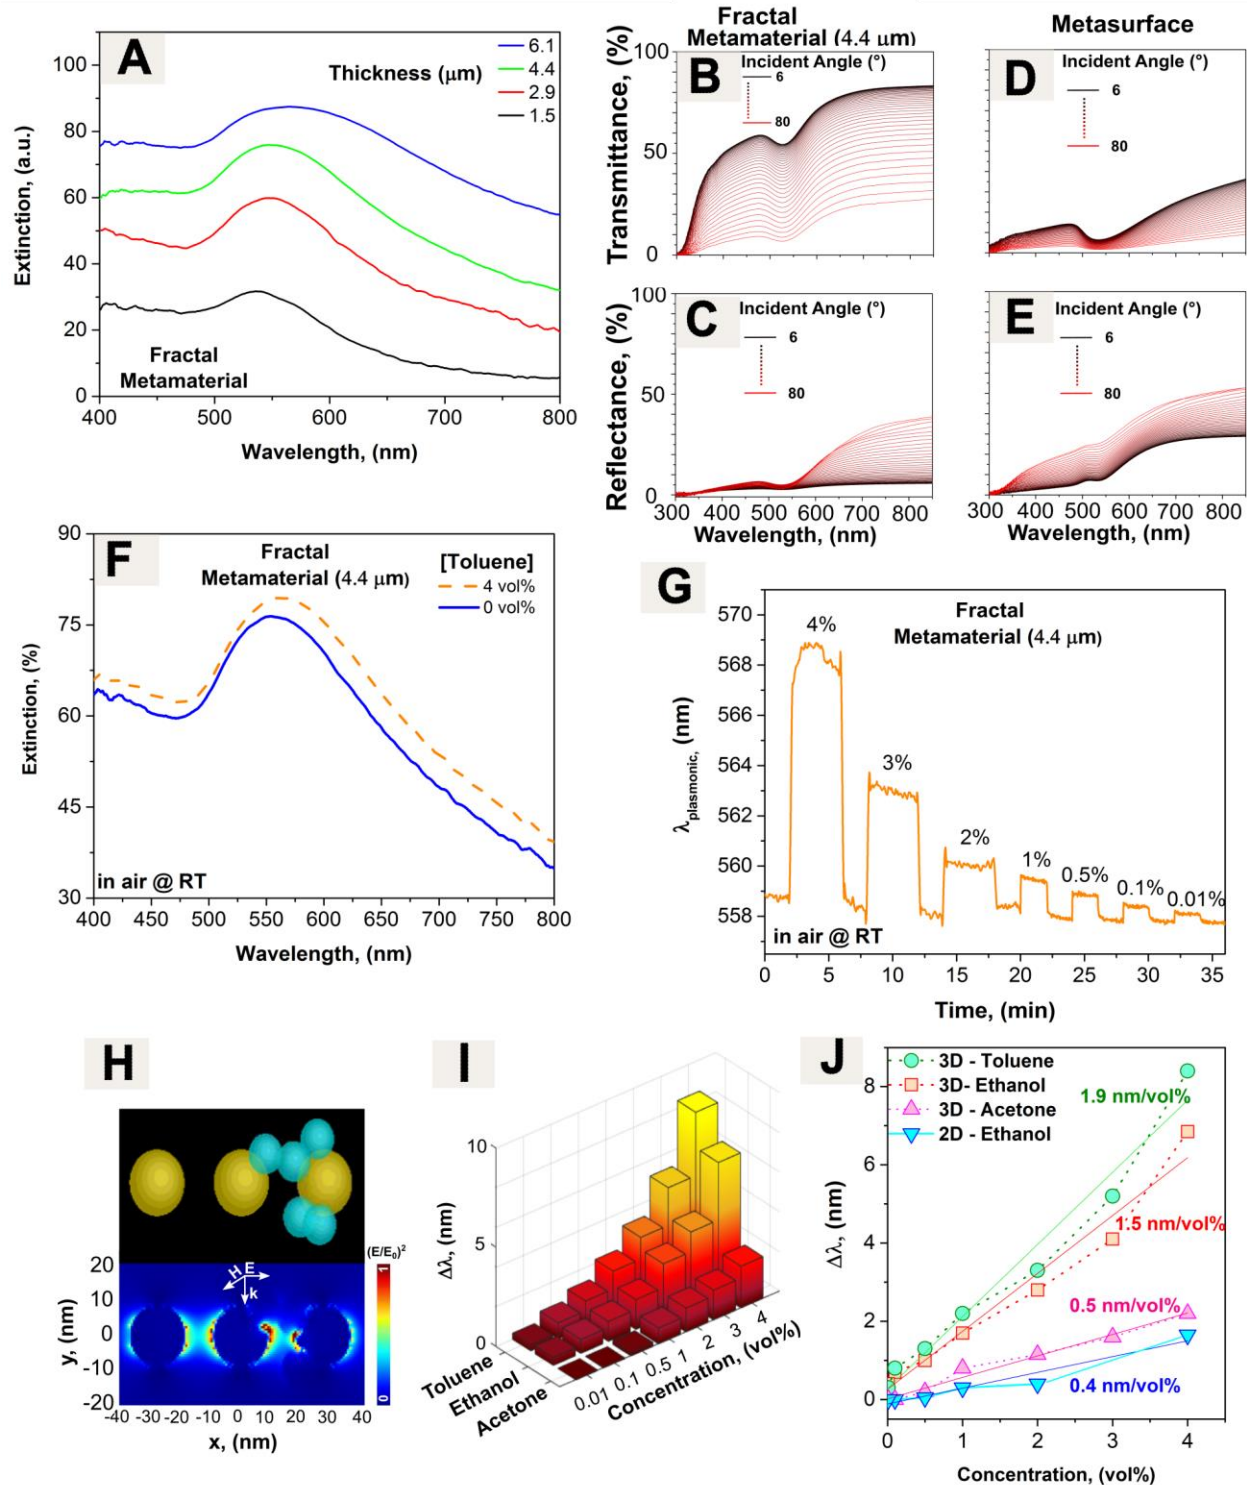 A
Thickness (μm)
6.1
4.4
2.9
1.5
Fractal
Metamaterial
Extinction, (a.u.)
100
80
60
40
20
0
400 500 600 700 800
Wavelength, (nm)
Fractal
Metamaterial (4.4 μm)
Metasurface
B
Incident Angle (°)
6
80
Transmittance, (%)
100
50
0
D
Incident Angle (°)
6
80
C
Incident Angle (°)
6
80
Reflectance, (%)
100
50
0
300 400 500 600 700 800
Wavelength, (nm)
E
Incident Angle (°)
6
80
300 400 500 600 700 800
Wavelength, (nm)
F
Fractal
Metamaterial (4.4 μm)
[Toluene]
4 vol%
0 vol%
Extinction, (%)
90
75
60
45
30
in air @ RT
400 450 500 550 600 650 700 750 800
Wavelength, (nm)
G
Fractal
Metamaterial (4.4 μm)
λplasmonic, (nm)
570
568
566
564
562
560
558
4%
3%
2%
1%
0.5%
0.1%
0.01%
in air @ RT
0 5 10 15 20 25 30 35
Time, (min)
H
(E/E0)2
1
0
H E
k
y, (nm)
20
10
0
-10
-20
-40 -30 -20 -10 0 10 20 30 40
x, (nm)
I
Δλ, (nm)
10
5
0
Toluene
Ethanol
Acetone
0.01 0.1 0.5 1 2 3 4
Concentration, (vol%)
J
3D - Toluene
3D- Ethanol
3D - Acetone
2D - Ethanol
1.9 nm/vol%
1.5 nm/vol%
0.5 nm/vol%
0.4 nm/vol%
Δλ, (nm)
8
6
4
2
0
0 1 2 3 4
Concentration, (vol%)